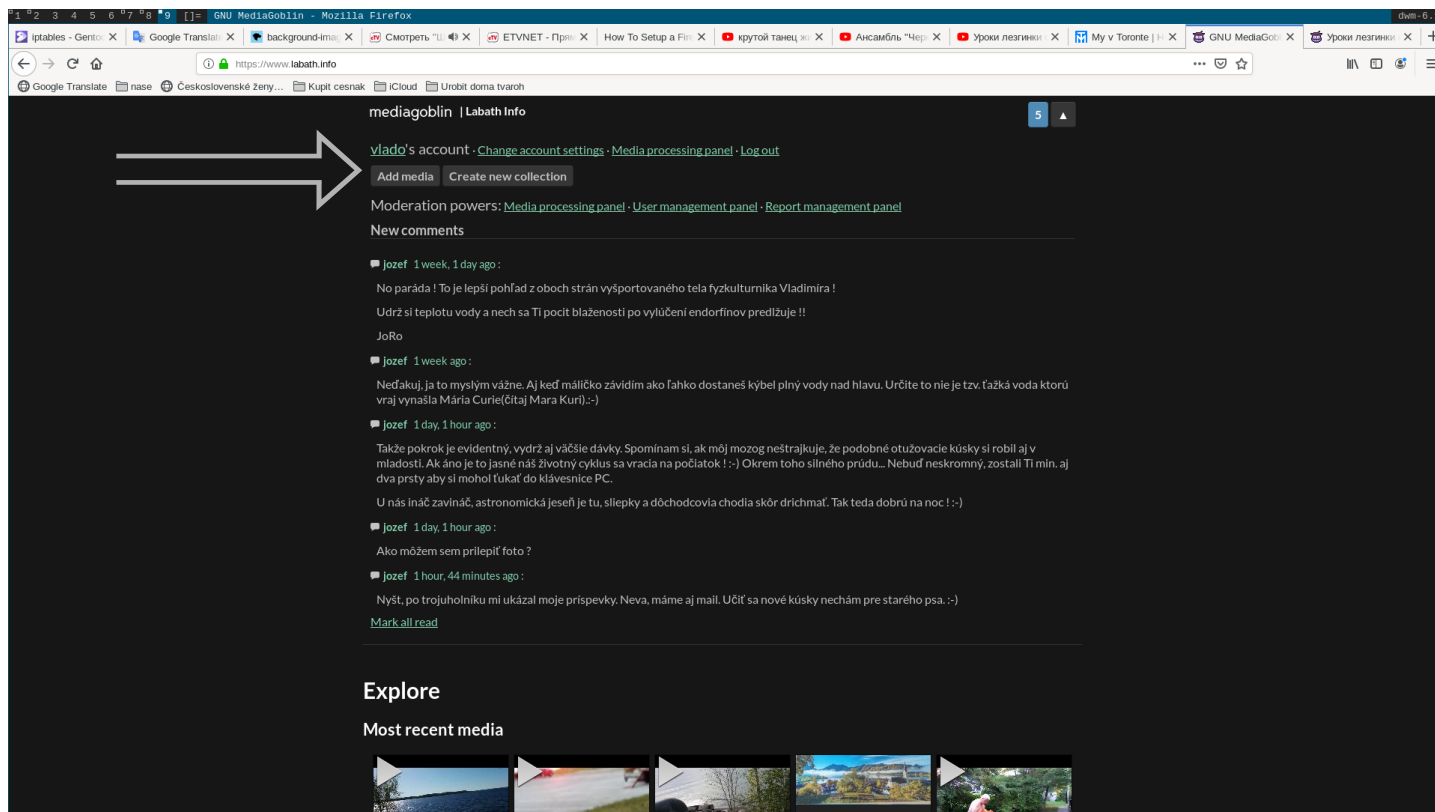 1 2 3 4 5 6 7 8 9 []= GNU MediaGoblin - Mozilla Firefox dwm-6.
iptables - Gento Google Translat background-imag Смотреть "Ш ETVNET - Прям How To Setup a Fire крутой танец ж Ансамбль "Чер Уроки лезгинки My v Toronte | H GNU MediaGob Уроки лезгинки
https://www.labath.info
Google Translate nase Československé ženy… Kupit cesnak iCloud Urobit doma tvaroh
mediagoblin | Labath Info 5 ▲
vlado's account · Change account settings · Media processing panel · Log out
Add media Create new collection
Moderation powers: Media processing panel · User management panel · Report management panel
New comments
jozef 1 week, 1 day ago :
No paráda ! To je lepší pohľad z oboch strán vyšportovaného tela fyzkulturnika Vladimíra !
Udrž si teplotu vody a nech sa Ti pocit blaženosti po vylúčení endorfínov predlžuje !!
JoRo
jozef 1 week ago :
Neďakuj, ja to myslým vážne. Aj keď máličko závidím ako ľahko dostaneš kýbel plný vody nad hlavu. Určite to nie je tzv. ťažká voda ktorú
vraj vynašla Mária Curie(čítaj Mara Kuri).:-)
jozef 1 day, 1 hour ago :
Takže pokrok je evidentný, vydrž aj väčšie dávky. Spomínam si, ak môj mozog neštrajkuje, že podobné otužovacie kúsky si robil aj v
mladosti. Ak áno je to jasné náš životný cyklus sa vracia na počiatok ! :-) Okrem toho silného prúdu... Nebuď neskromný, zostali Ti min. aj
dva prsty aby si mohol ťukať do klávesnice PC.
U nás ináč zavináč, astronomická jeseň je tu, sliepky a dôchodcovia chodia skôr drichmať. Tak teda dobrú na noc ! :-)
jozef 1 day, 1 hour ago :
Ako môžem sem prilepiť foto ?
jozef 1 hour, 44 minutes ago :
Nyšt, po trojuholníku mi ukázal moje príspevky. Neva, máme aj mail. Učiť sa nové kúsky nechám pre starého psa. :-)
Mark all read
Explore
Most recent media